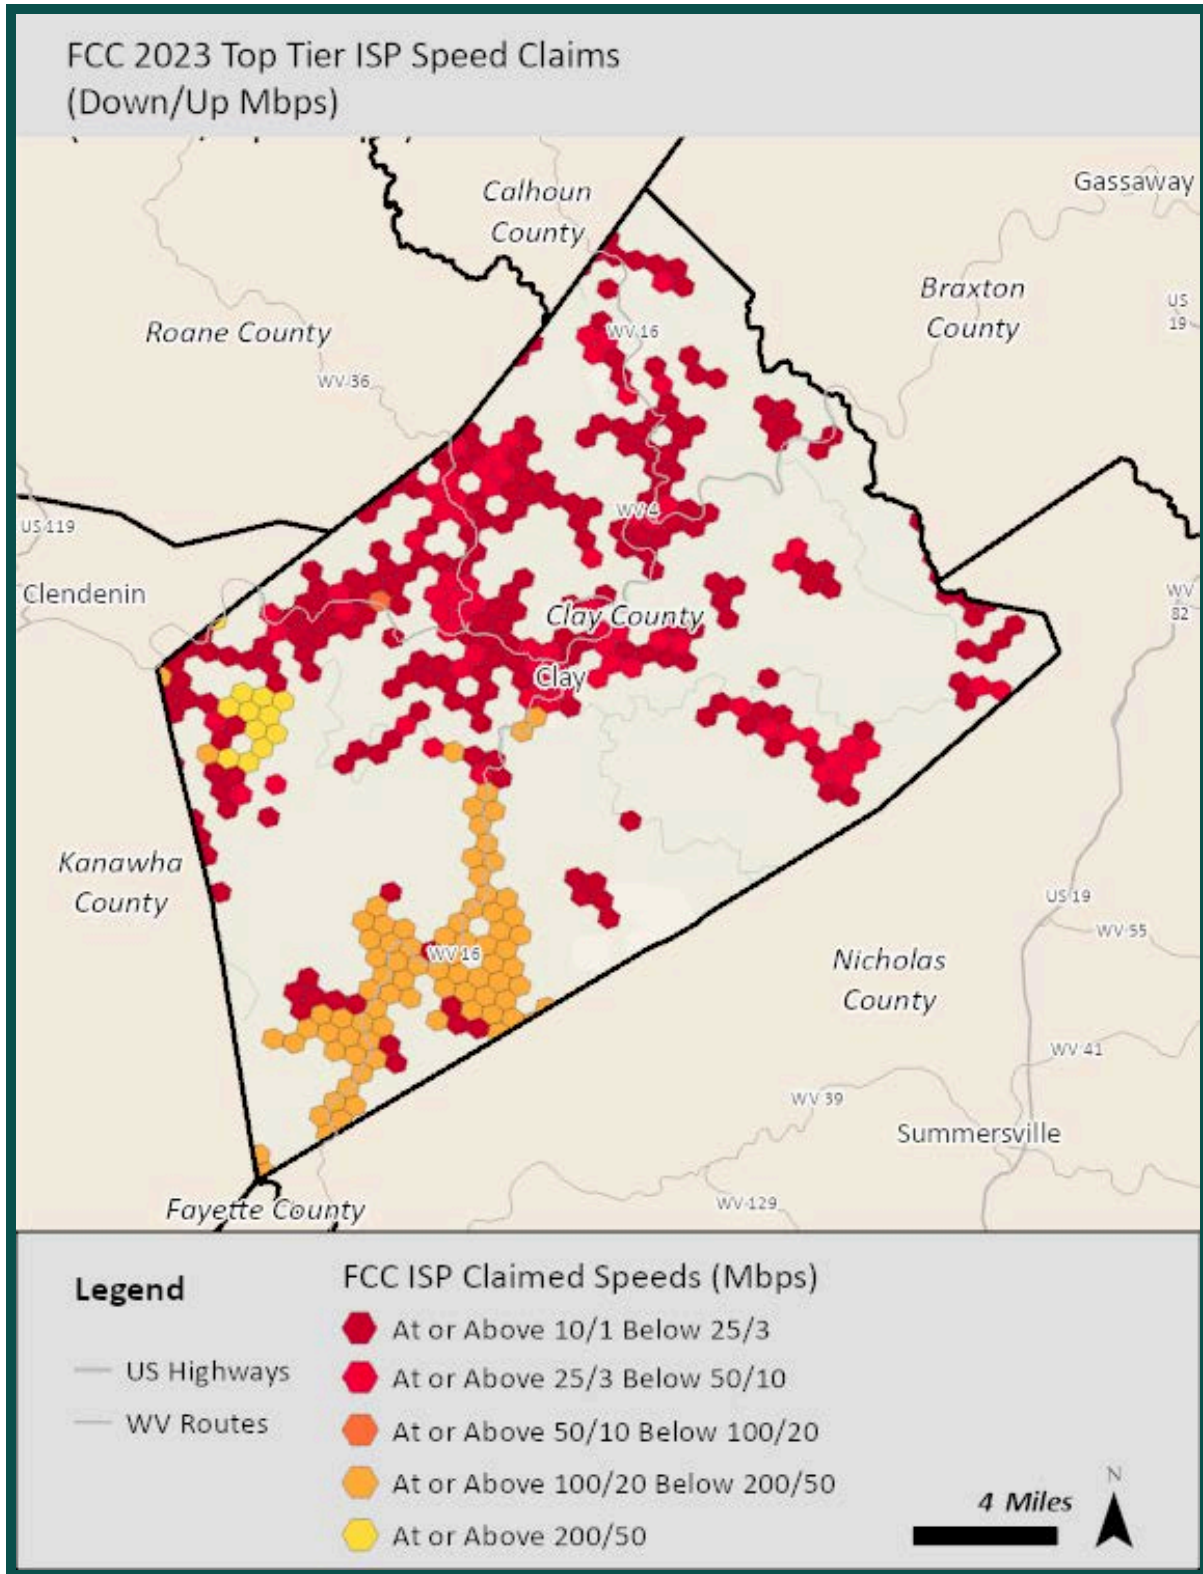 FCC 2023 Top Tier ISP Speed Claims
(Down/Up Mbps)
Calhoun
County
Gassaway
Braxton
County
US
19
Roane County
WV 16
WV 36
WV 4
US 119
Clendenin
WV
82
Clay County
Clay
Kanawha
County
US 19
WV 55
WV 16
Nicholas
County
WV 41
WV 39
Summersville
WV 129
Fayette County
Legend
US Highways
WV Routes
FCC ISP Claimed Speeds (Mbps)
At or Above 10/1 Below 25/3
At or Above 25/3 Below 50/10
At or Above 50/10 Below 100/20
At or Above 100/20 Below 200/50
At or Above 200/50
4 Miles
N